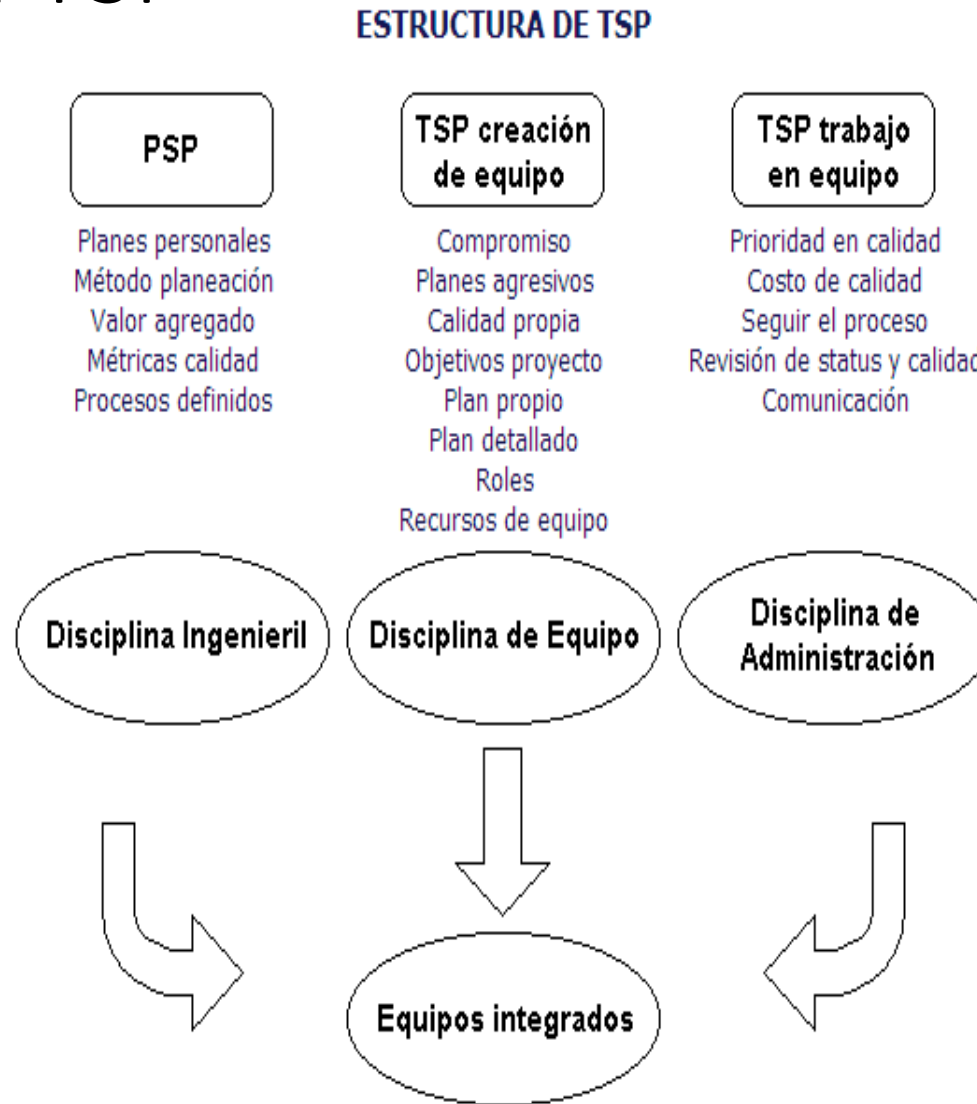 ESTRUCTURA DE TSP
PSP
Planes personales
Método planeación
Valor agregado
Métricas calidad
Procesos definidos
TSP creación
de equipo
Compromiso
Planes agresivos
Calidad propia
Objetivos proyecto
Plan propio
Plan detallado
Roles
Recursos de equipo
TSP trabajo
en equipo
Prioridad en calidad
Costo de calidad
Seguir el proceso
Revisión de status y calidad
Comunicación
Disciplina Ingenieril
Disciplina de Equipo
Disciplina de
Administración
Equipos integrados